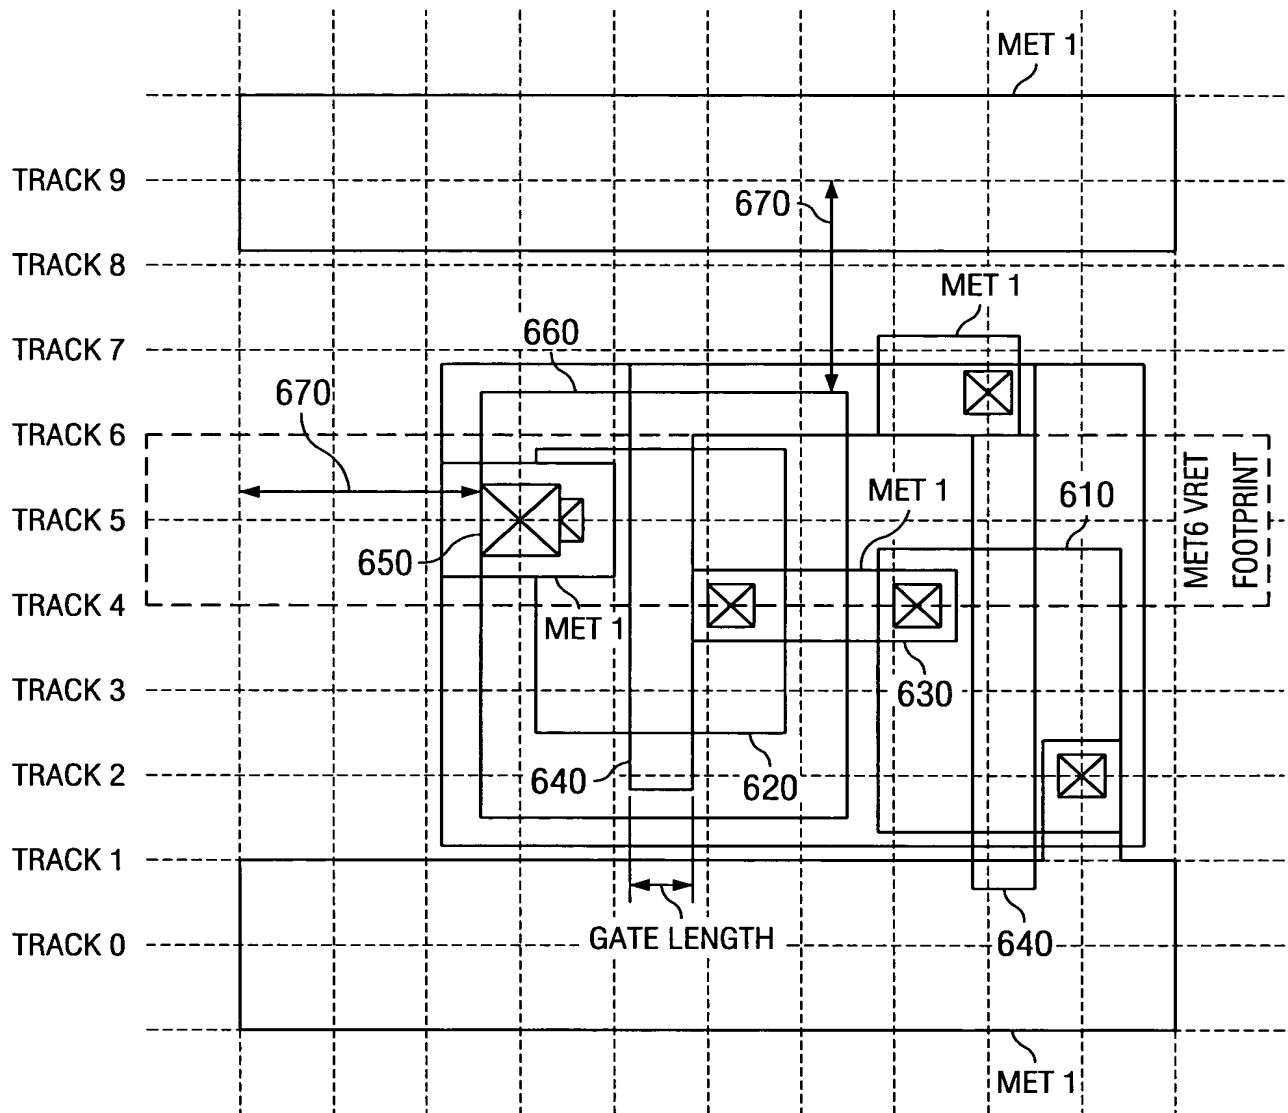 MET 1
TRACK 9
670
TRACK 8
MET 1
TRACK 7
660
670
TRACK 6
MET 1
610
MET6 VRET
FOOTPRINT
TRACK 5
650
TRACK 4
MET 1
630
TRACK 3
TRACK 2
640
620
TRACK 1
GATE LENGTH
TRACK 0
640
MET 1